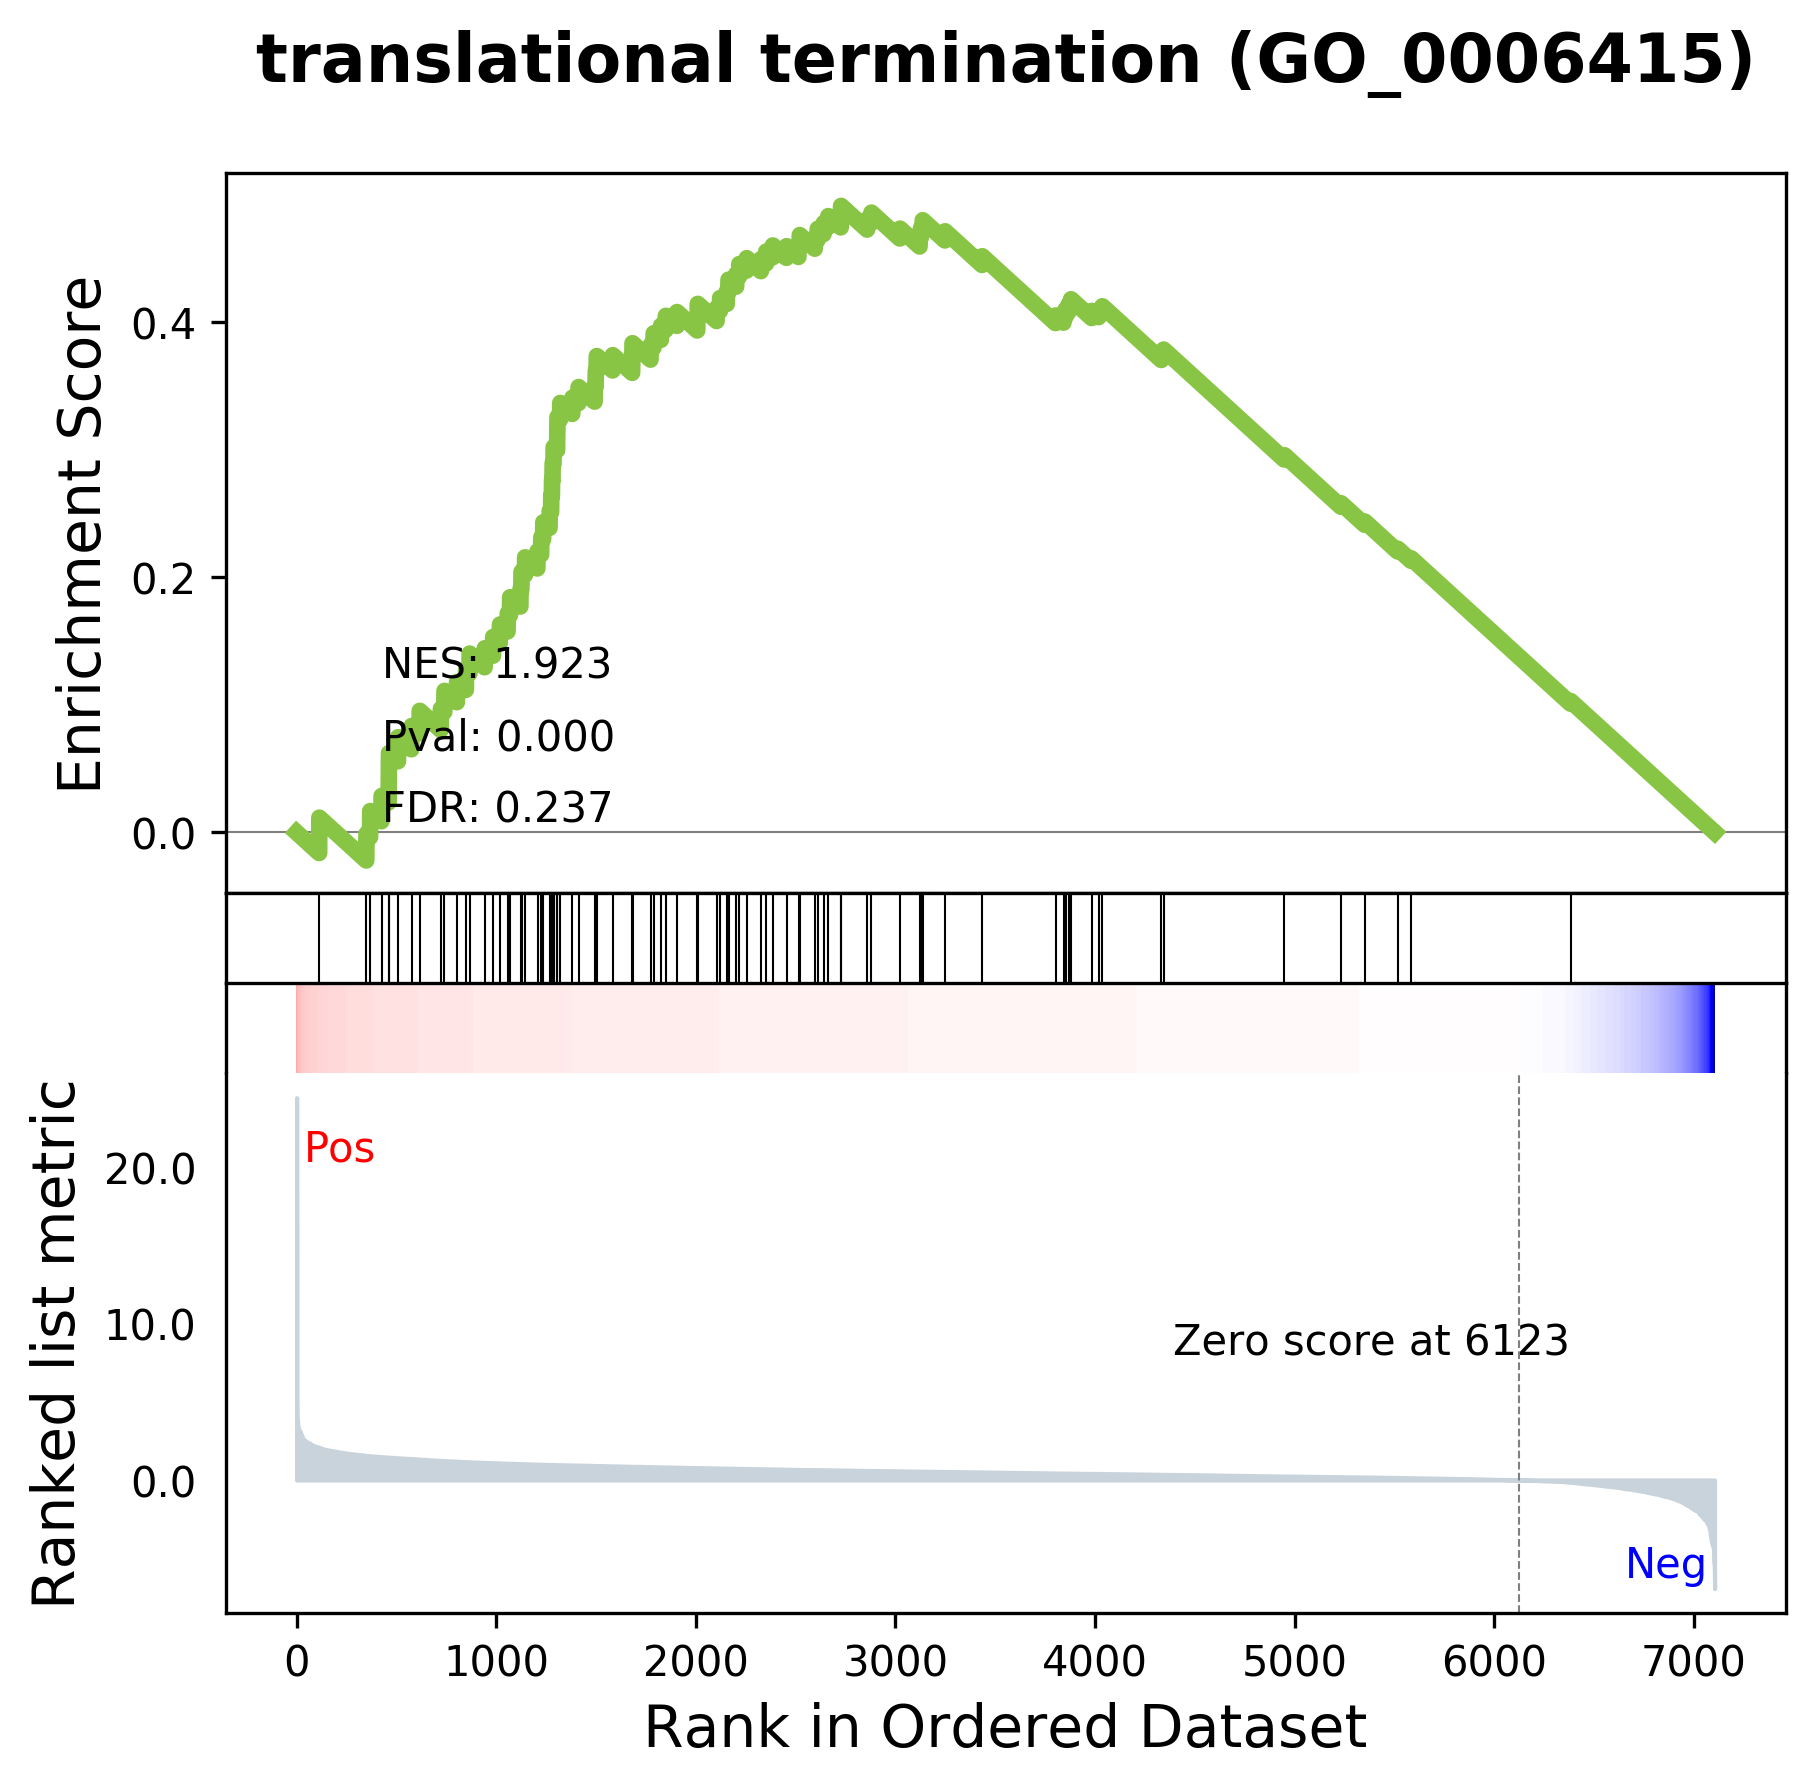 translational termination (GO_0006415)
Enrichment Score
0.4
0.2
0.0
NES: 1.923
Pval: 0.000
FDR: 0.237
Ranked list metric
20.0
10.0
0.0
Pos
Zero score at 6123
Neg
0 1000 2000 3000 4000 5000 6000 7000
Rank in Ordered Dataset